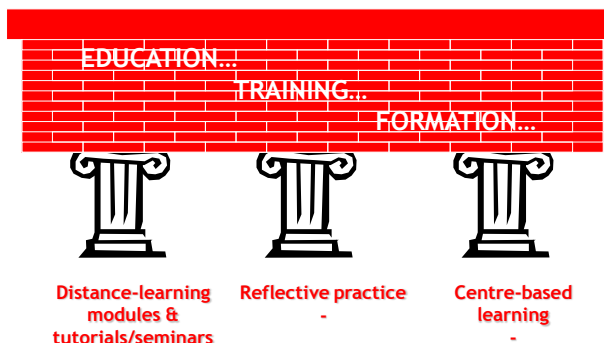 EDUCATION…
TRAINING…
FORMATION…
Distance-learning
modules &
tutorials/seminars
Reflective practice
-
Centre-based
learning
-